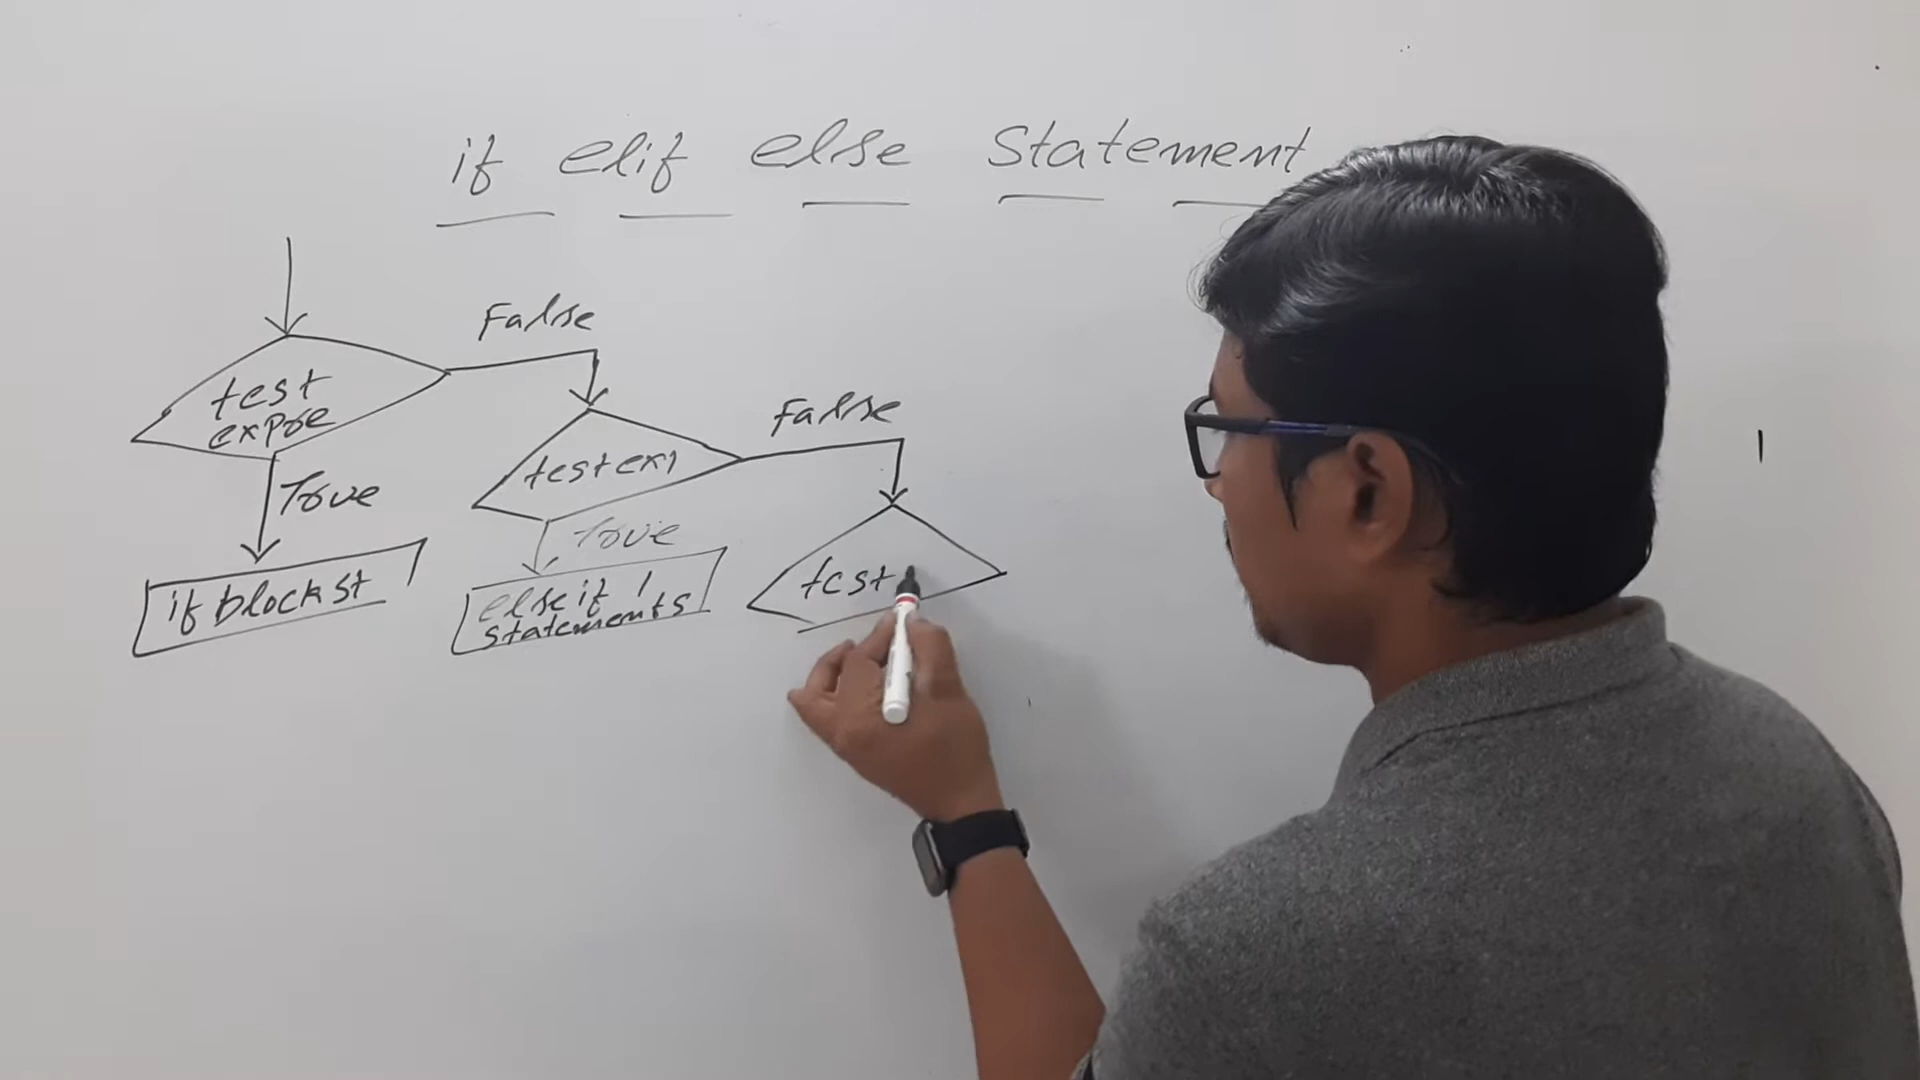 if elif else Statement
False
test
expre
False
True
test ex1
True
if block st
else if 1
statements
test